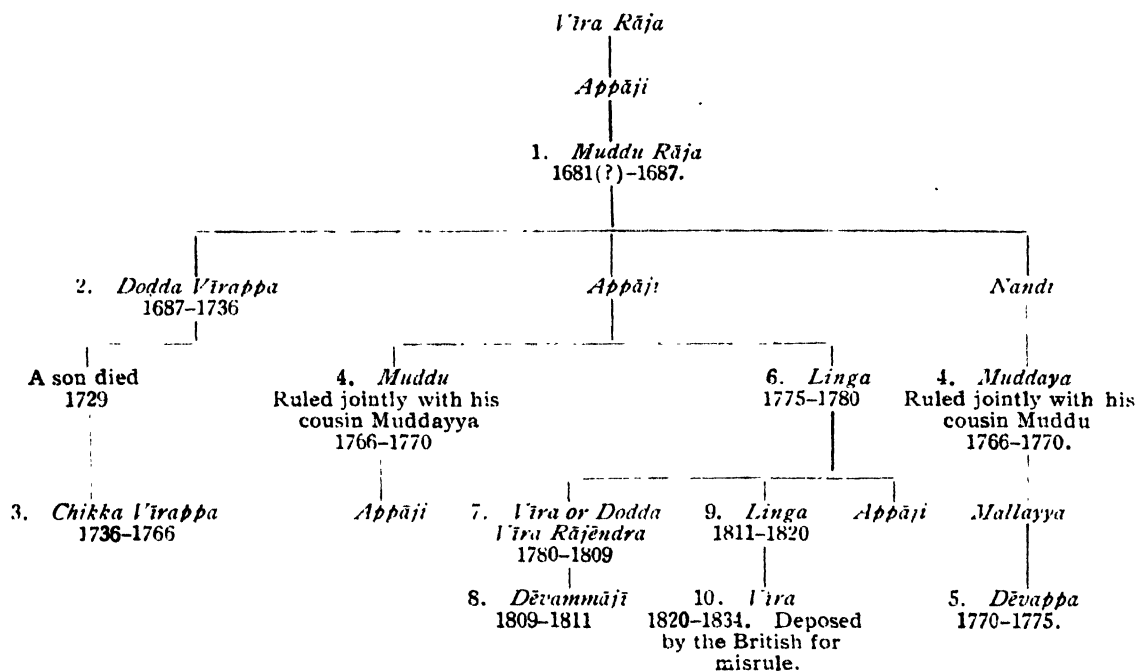 Vīra Rāja
Appāji
1. Muddu Rāja
1681(?)-1687.
2. Doḍda Vīrappa
1687-1736
Appāji
Nandi
A son died
1729
4. Muddu
Ruled jointly with his
cousin Muddayya
1766-1770
6. Linga
1775-1780
4. Muddaya
Ruled jointly with his
cousin Muddu
1766-1770.
3. Chikka Vīrappa
1736-1766
Appāji
7. Vīra or Dodda
Vīra Rājēndra
1780-1809
9. Linga
1811-1820
Appāji
Mallayya
8. Dēvammājī
1809-1811
10. Vīra
1820-1834. Deposed
by the British for
misrule.
5. Dēvappa
1770-1775.